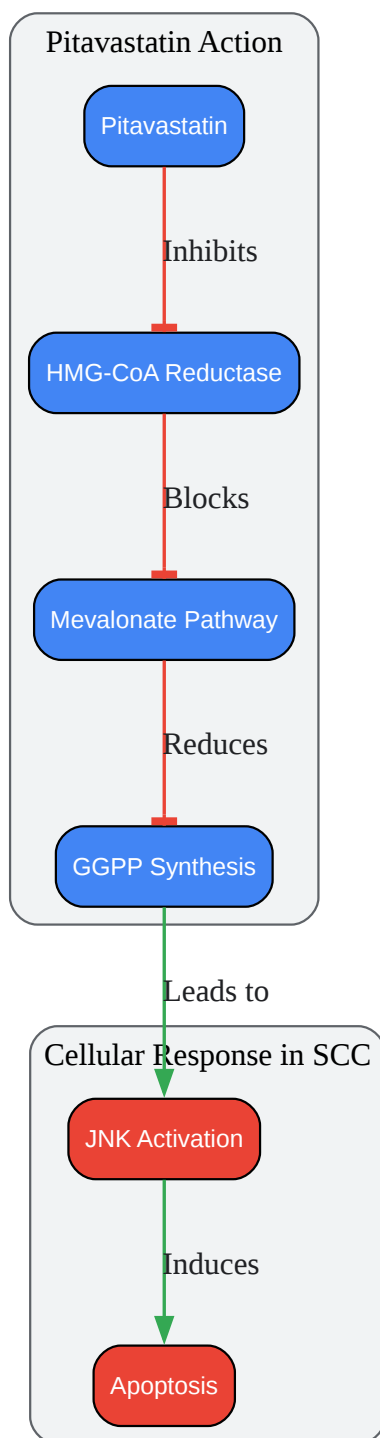 Pitavastatin Action
Pitavastatin
Inhibits
HMG-CoA Reductase
Blocks
Mevalonate Pathway
Reduces
GGPP Synthesis
Leads to
Cellular Response in SCC
JNK Activation
Induces
Apoptosis